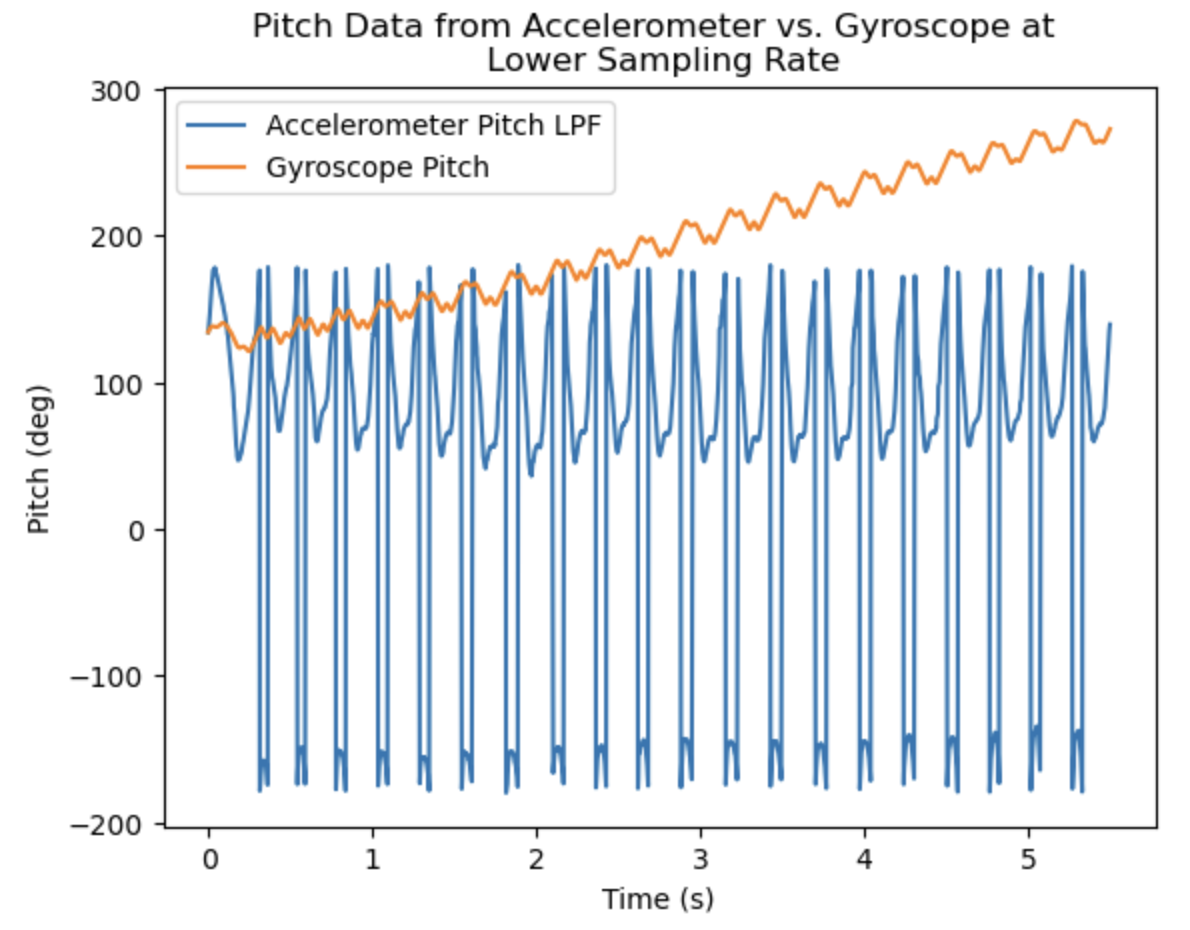 Pitch Data from Accelerometer vs. Gyroscope at
Lower Sampling Rate
Accelerometer Pitch LPF
Gyroscope Pitch
Pitch (deg)
300
200
100
0
−100
−200
0 1 2 3 4 5
Time (s)